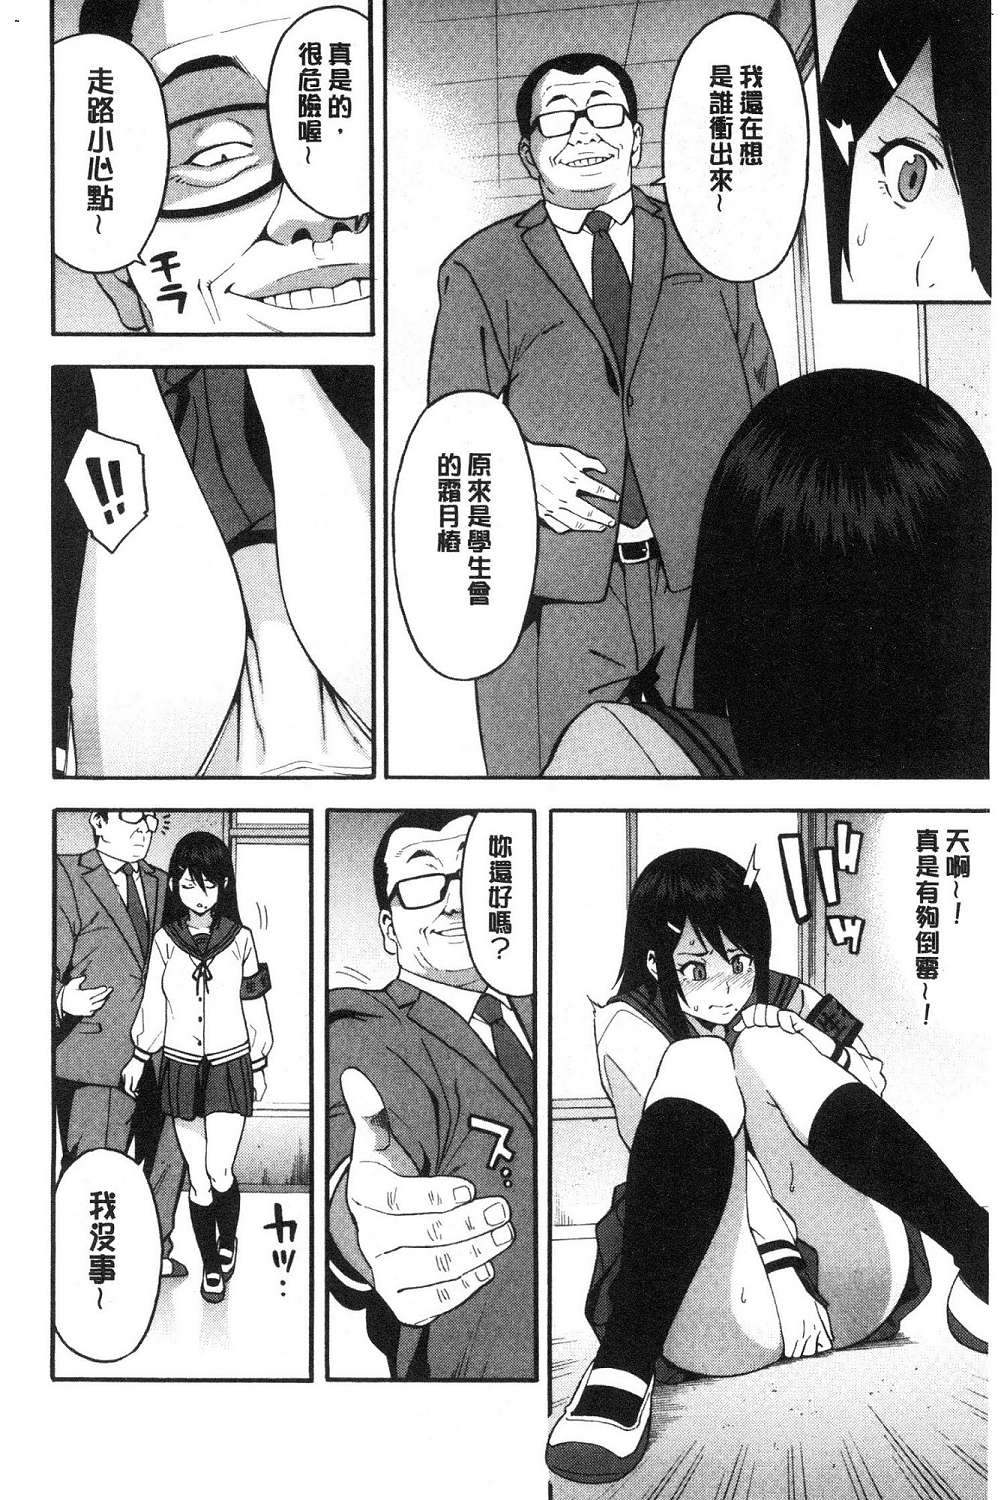 我還在想
是誰衝出來~
原來是學生會
的霜月椿
真是的，
很危險喔~
走路小心點
~
チラ
!!
天啊~!
真是有夠倒霉~!
妳還好嗎?
ス…
我沒事
~
カツ…